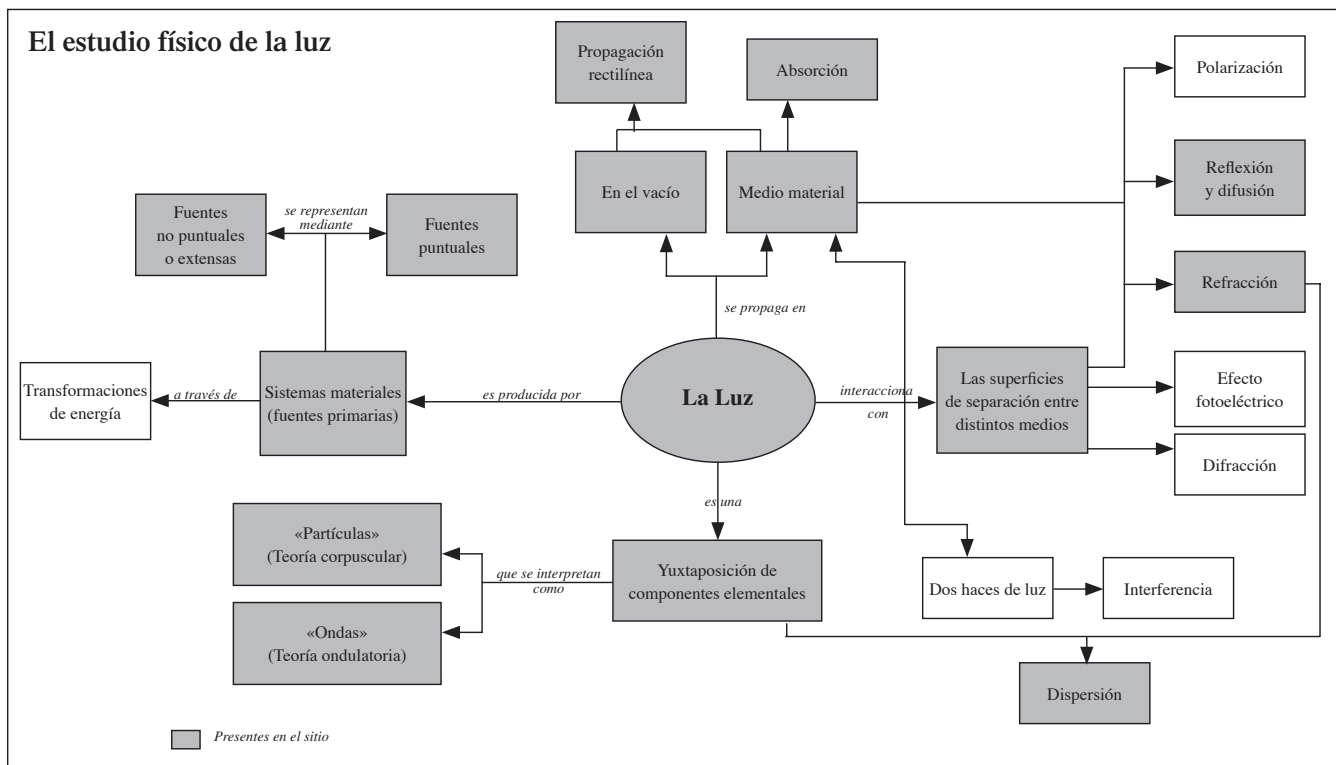 El estudio físico de la luz
Propagación
rectilínea
Absorción
Polarización
En el vacío
Medio material
Reflexión
y difusión
Fuentes
no puntuales
o extensas
se representan
mediante
Fuentes
puntuales
Refracción
se propaga en
Transformaciones
de energía
a través de
Sistemas materiales
(fuentes primarias)
es producida por
La Luz
interacciona
con
Las superficies
de separación entre
distintos medios
Efecto
fotoeléctrico
Difracción
es una
«Partículas»
(Teoría corpuscular)
que se interpretan
como
Yuxtaposición de
componentes elementales
Dos haces de luz
Interferencia
«Ondas»
(Teoría ondulatoria)
Dispersión
Presentes en el sitio